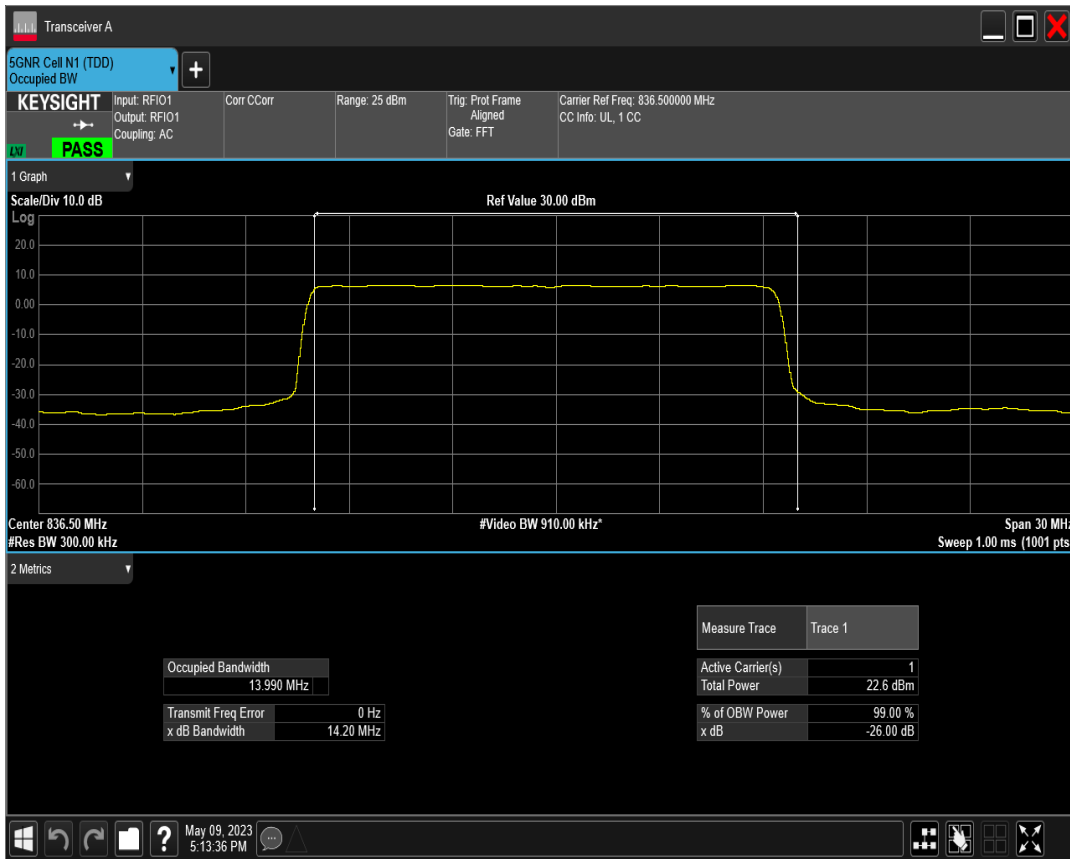 Transceiver A
5GNR Cell N1 (TDD)
Occupied BW
+
KEYSIGHT
LXI
PASS
Input: RFIO1
Output: RFIO1
Coupling: AC
Corr CCorr
Range: 25 dBm
Trig: Prot Frame
Aligned
Gate: FFT
Carrier Ref Freq: 836.500000 MHz
CC Info: UL, 1 CC
1 Graph
Scale/Div 10.0 dB
Ref Value 30.00 dBm
Log
20.0
10.0
0.00
-10.0
-20.0
-30.0
-40.0
-50.0
-60.0
Center 836.50 MHz
#Video BW 910.00 kHz*
Span 30 MHz
#Res BW 300.00 kHz
Sweep 1.00 ms (1001 pts
2 Metrics
Measure Trace Trace 1
Occupied Bandwidth
13.990 MHz
Active Carrier(s) 1
Total Power 22.6 dBm
Transmit Freq Error 0 Hz
x dB Bandwidth 14.20 MHz
% of OBW Power 99.00 %
x dB -26.00 dB
?
May 09, 2023
5:13:36 PM